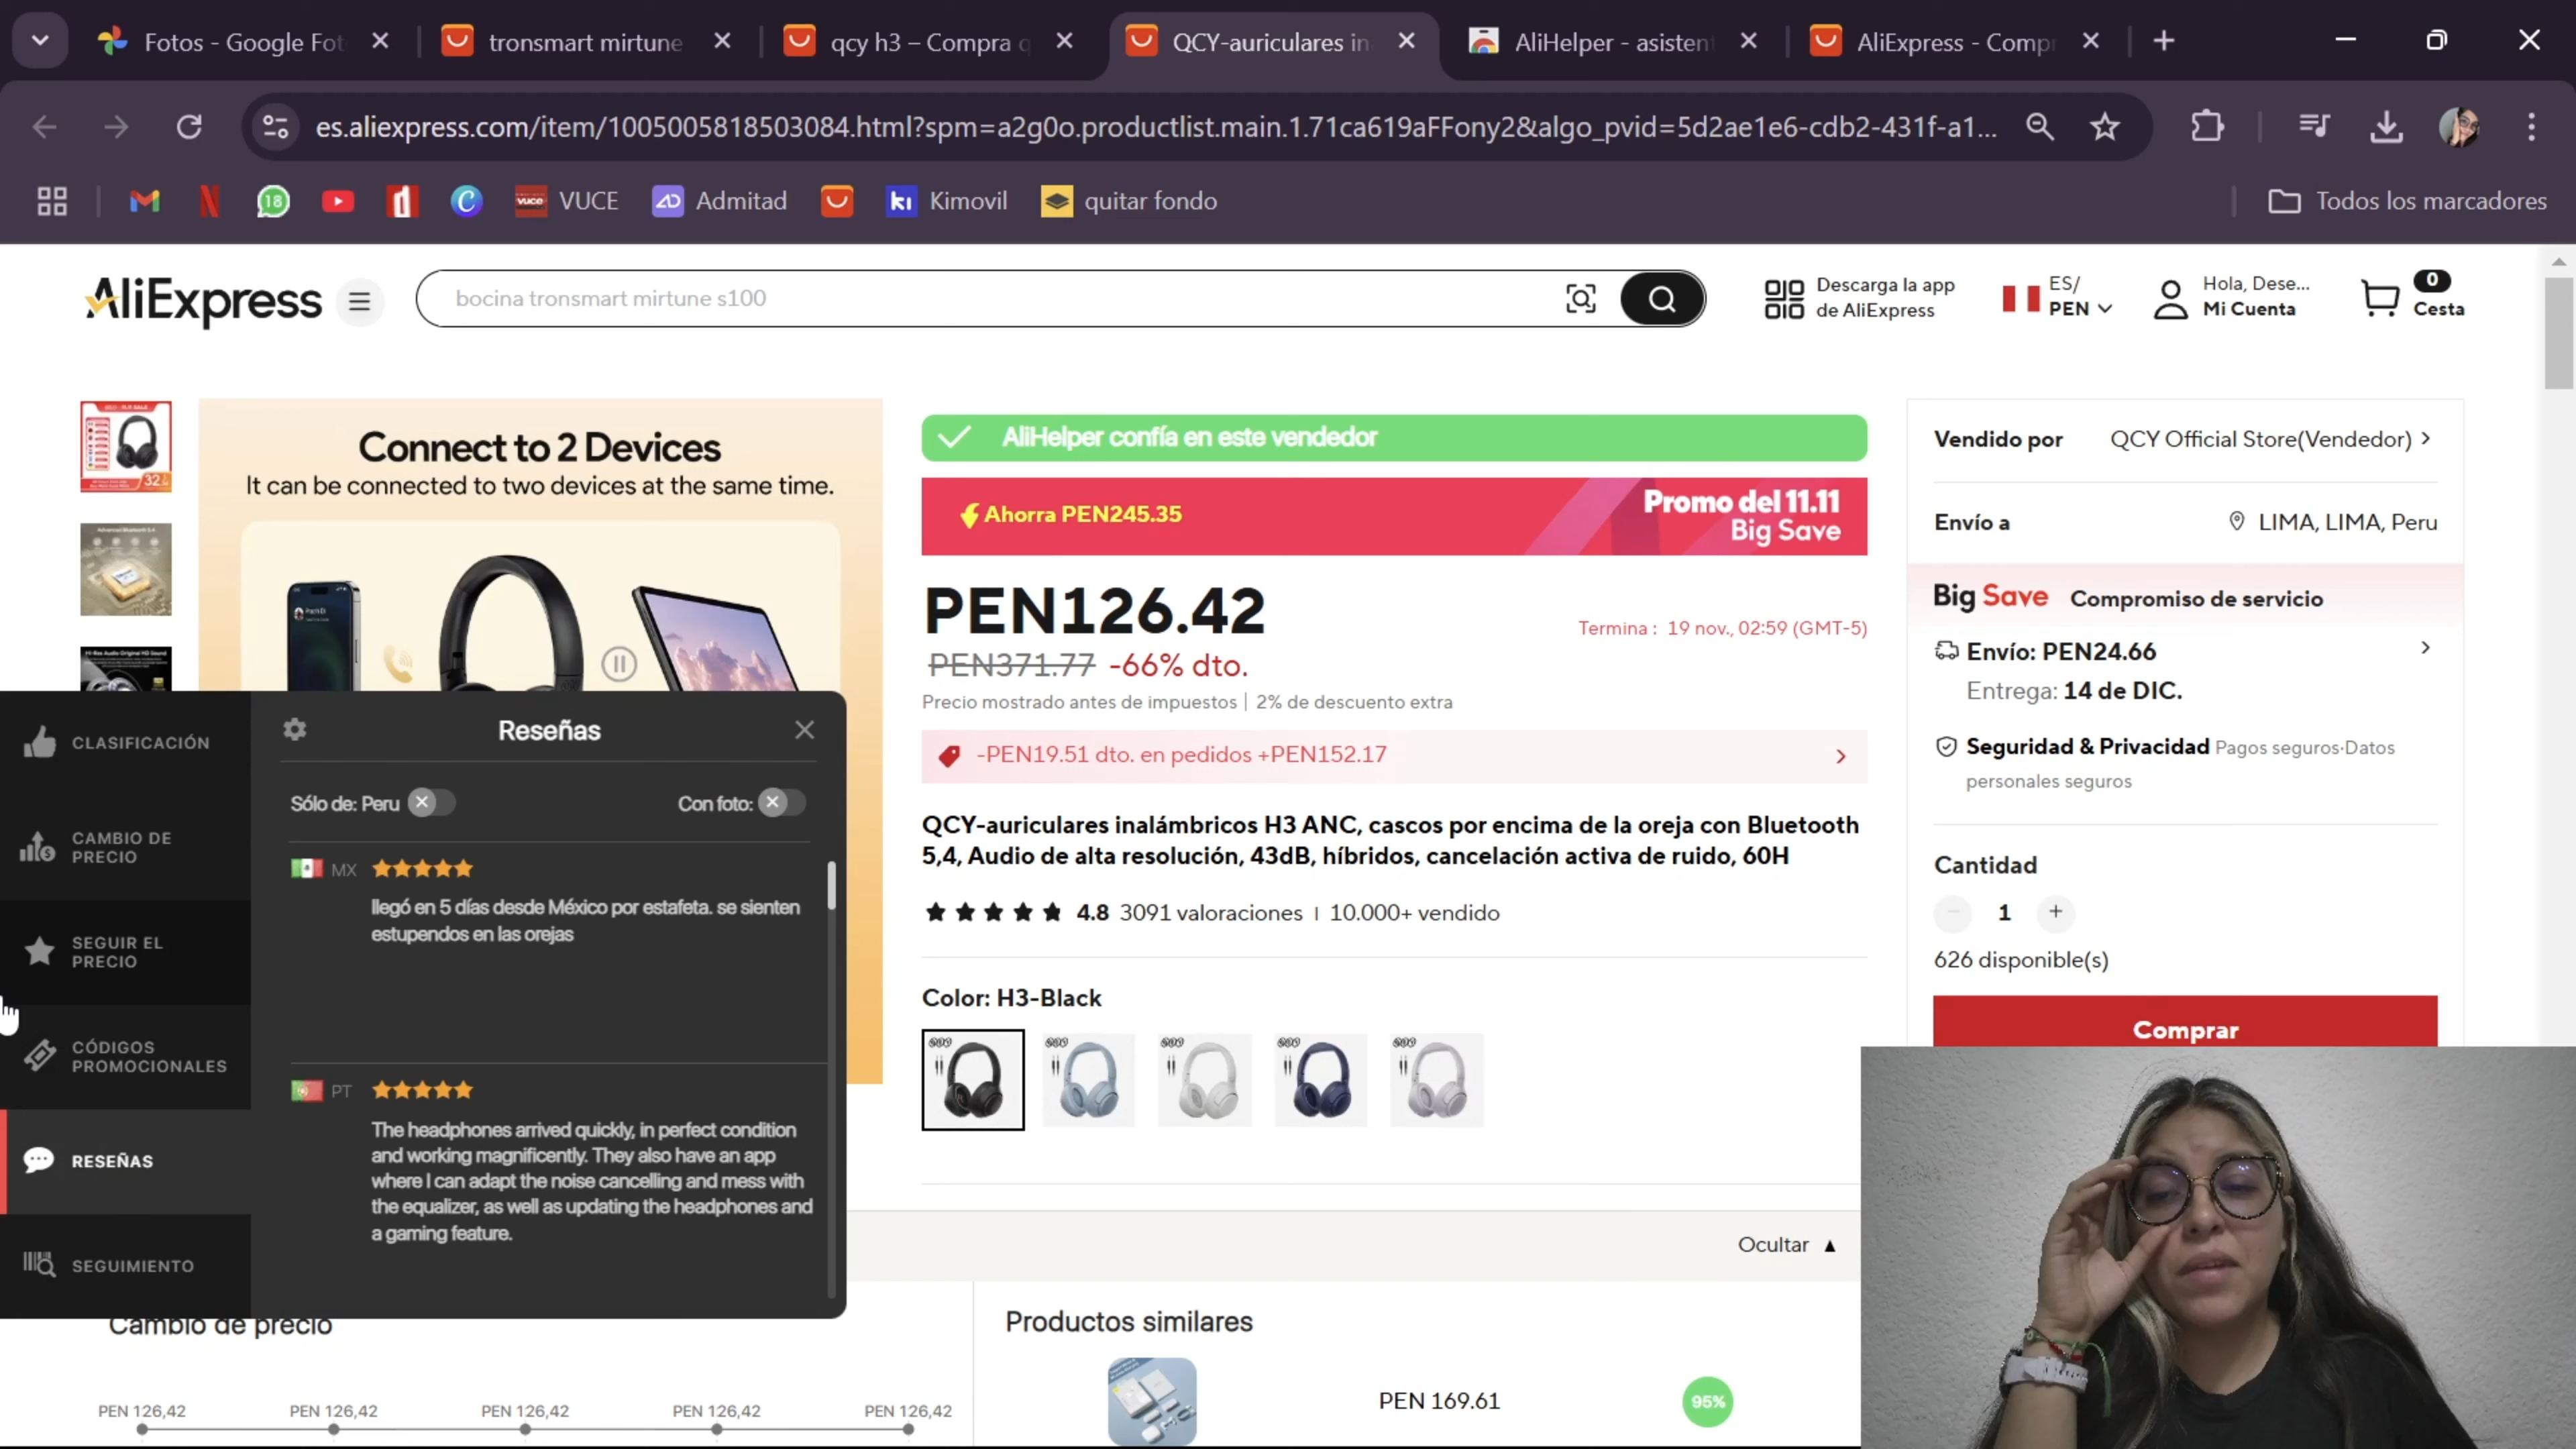 Fotos - Google Fot
tronsmart mirtune
qcy h3 – Compra q
QCY-auriculares in
AliHelper - asistent
AliExpress - Comp
es.aliexpress.com/item/1005005818503084.html?spm=a2g0o.productlist.main.1.71ca619aFFony2&algo_pvid=5d2ae1e6-cdb2-431f-a1...
18
VUCE
Admitad
Kimovil
quitar fondo
Todos los marcadores
AliExpress
bocina tronsmart mirtune s100
Descarga la app
de AliExpress
ES/
PEN
Hola, Dese...
Mi Cuenta
0
Cesta
Connect to 2 Devices
It can be connected to two devices at the same time.
AliHelper confía en este vendedor
Ahorra PEN245.35
Promo del 11.11
Big Save
PEN126.42
Termina : 19 nov., 02:59 (GMT-5)
PEN371.77 -66% dto.
Precio mostrado antes de impuestos | 2% de descuento extra
-PEN19.51 dto. en pedidos +PEN152.17
QCY-auriculares inalámbricos H3 ANC, cascos por encima de la oreja con Bluetooth
5,4, Audio de alta resolución, 43dB, híbridos, cancelación activa de ruido, 60H
4.8 3091 valoraciones | 10.000+ vendido
Color: H3-Black
Vendido por QCY Official Store(Vendedor)
Envío a LIMA, LIMA, Peru
Big Save Compromiso de servicio
Envío: PEN24.66
Entrega: 14 de DIC.
Seguridad & Privacidad Pagos seguros·Datos
personales seguros
Cantidad
1
626 disponible(s)
Comprar
CLASIFICACIÓN
CAMBIO DE
PRECIO
SEGUIR EL
PRECIO
CÓDIGOS
PROMOCIONALES
RESEÑAS
SEGUIMIENTO
Reseñas
Sólo de: Peru
Con foto:
MX
llegó en 5 días desde México por estafeta. se sienten
estupendos en las orejas
PT
The headphones arrived quickly, in perfect condition
and working magnificently. They also have an app
where I can adapt the noise cancelling and mess with
the equalizer, as well as updating the headphones and
a gaming feature.
Ocultar
Cambio de precio
PEN 126,42
PEN 126,42
PEN 126,42
PEN 126,42
PEN 126,42
Productos similares
PEN 169.61
95%